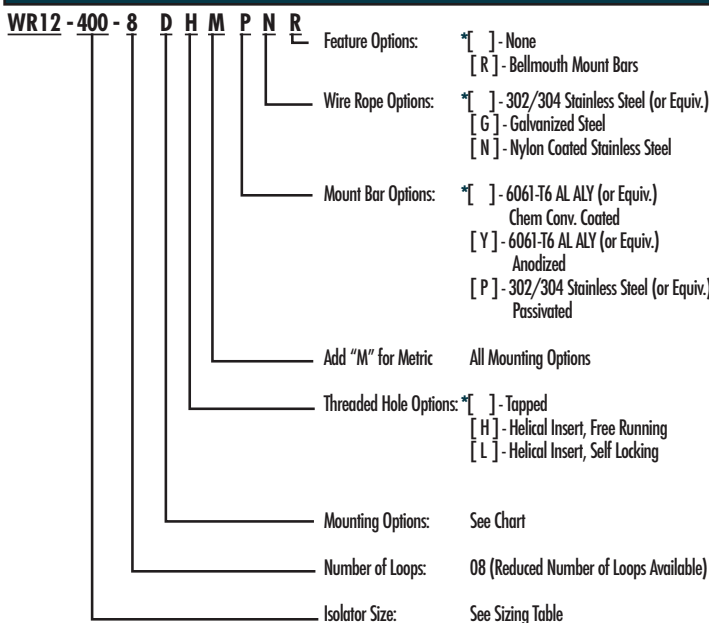 WR12 - 400 - 8 D H M P N R
Feature Options: *[ ] - None
[ R ] - Bellmouth Mount Bars
Wire Rope Options: *[ ] - 302/304 Stainless Steel (or Equiv.)
[ G ] - Galvanized Steel
[ N ] - Nylon Coated Stainless Steel
Mount Bar Options: *[ ] - 6061-T6 AL ALY (or Equiv.)
Chem Conv. Coated
[ Y ] - 6061-T6 AL ALY (or Equiv.)
Anodized
[ P ] - 302/304 Stainless Steel (or Equiv.)
Passivated
Add “M” for Metric All Mounting Options
Threaded Hole Options: *[ ] - Tapped
[ H ] - Helical Insert, Free Running
[ L ] - Helical Insert, Self Locking
Mounting Options: See Chart
Number of Loops: 08 (Reduced Number of Loops Available)
Isolator Size: See Sizing Table